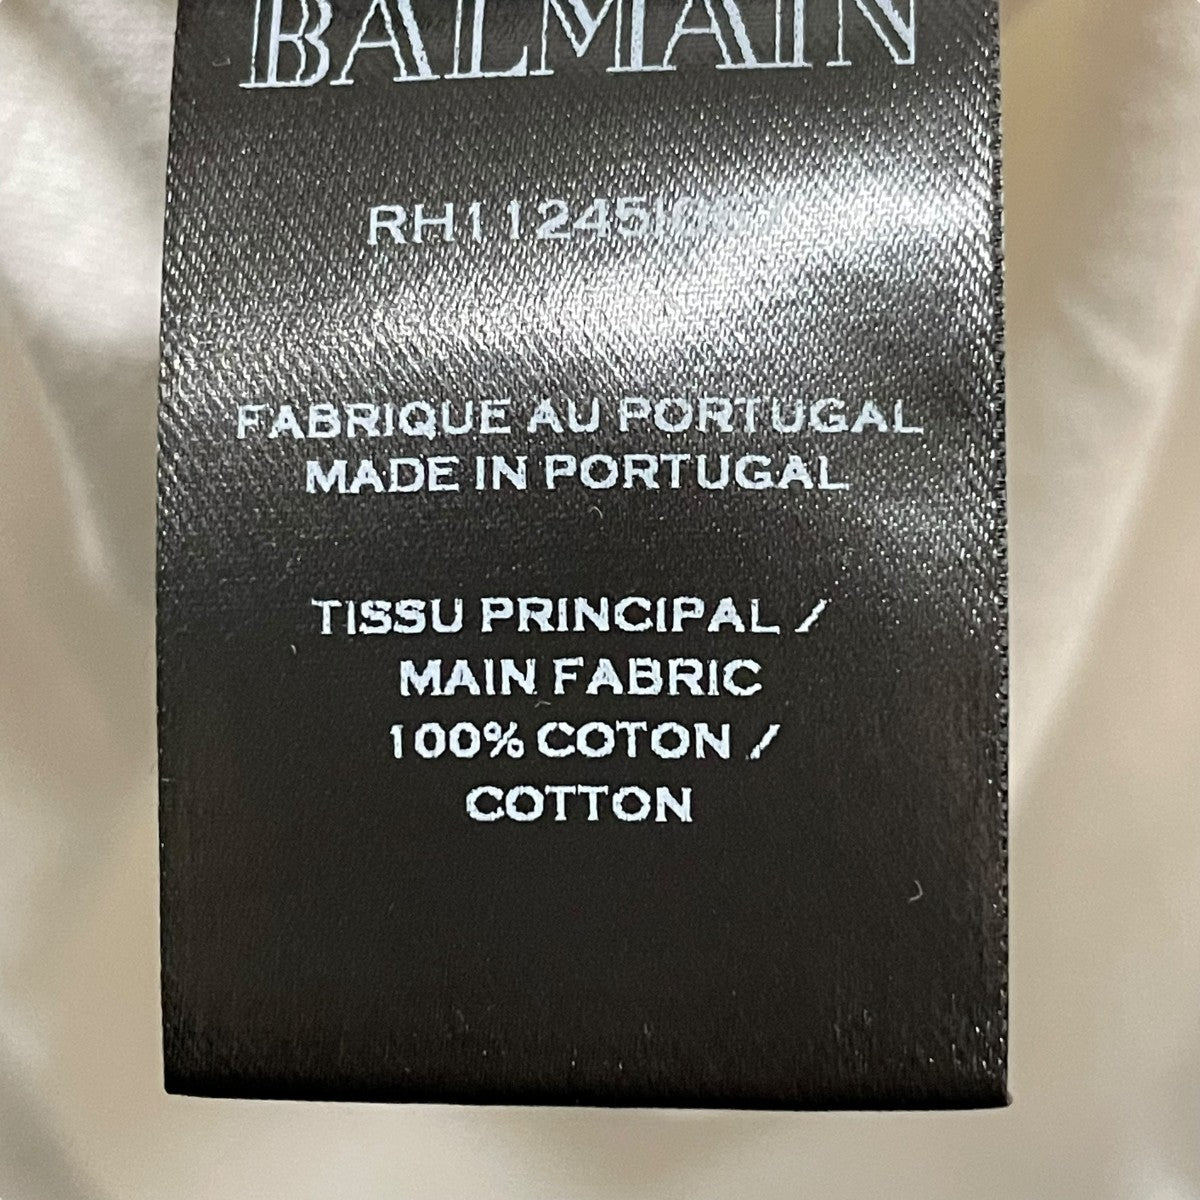 BALMAIN
FABRIQUE AU PORTUGAL
MADE IN PORTUGAL
TISSU PRINCIPAL /
MAIN FABRIC
100% COTON /
COTTON